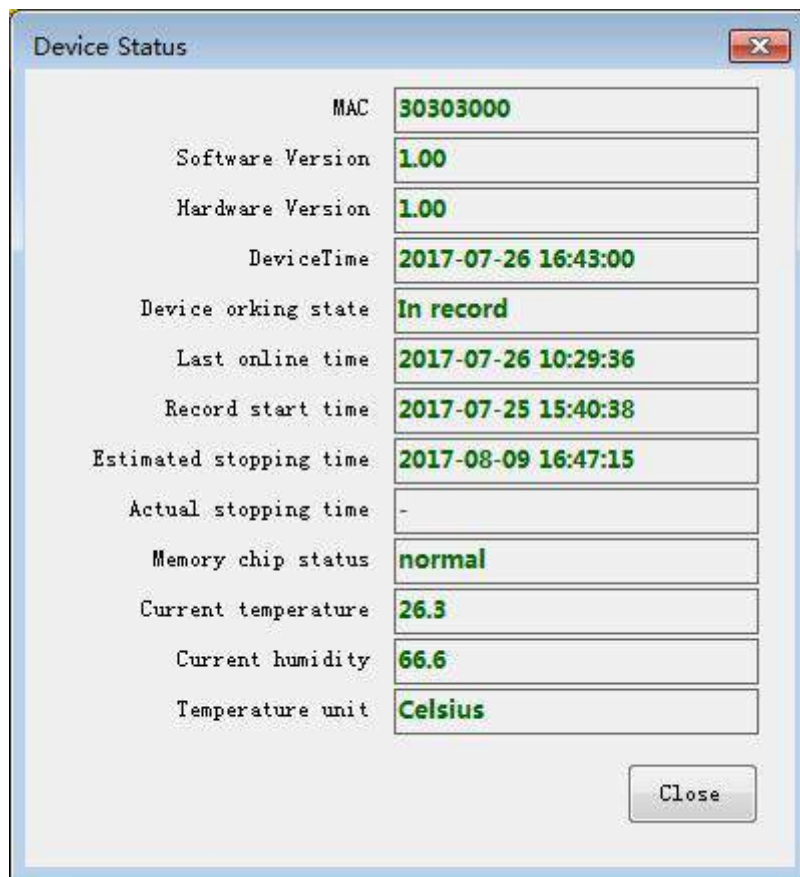 Device Status
MAC 30303000
Software Version 1.00
Hardware Version 1.00
DeviceTime 2017-07-26 16:43:00
Device orking state In record
Last online time 2017-07-26 10:29:36
Record start time 2017-07-25 15:40:38
Estimated stopping time 2017-08-09 16:47:15
Actual stopping time -
Memory chip status normal
Current temperature 26.3
Current humidity 66.6
Temperature unit Celsius
Close